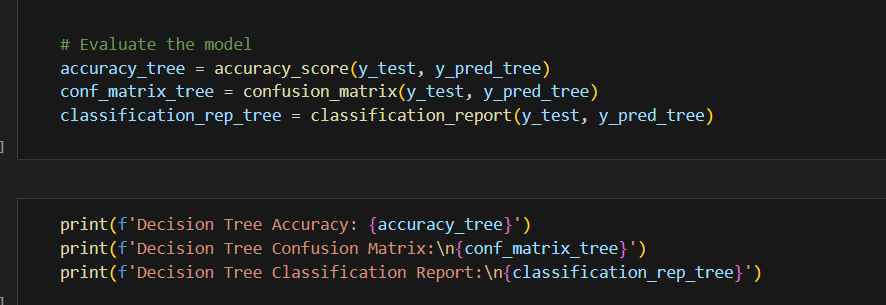 # Evaluate the model
accuracy_tree = accuracy_score(y_test, y_pred_tree)
conf_matrix_tree = confusion_matrix(y_test, y_pred_tree)
classification_rep_tree = classification_report(y_test, y_pred_tree)
]
print(f'Decision Tree Accuracy: {accuracy_tree}')
print(f'Decision Tree Confusion Matrix:\n{conf_matrix_tree}')
print(f'Decision Tree Classification Report:\n{classification_rep_tree}')
]